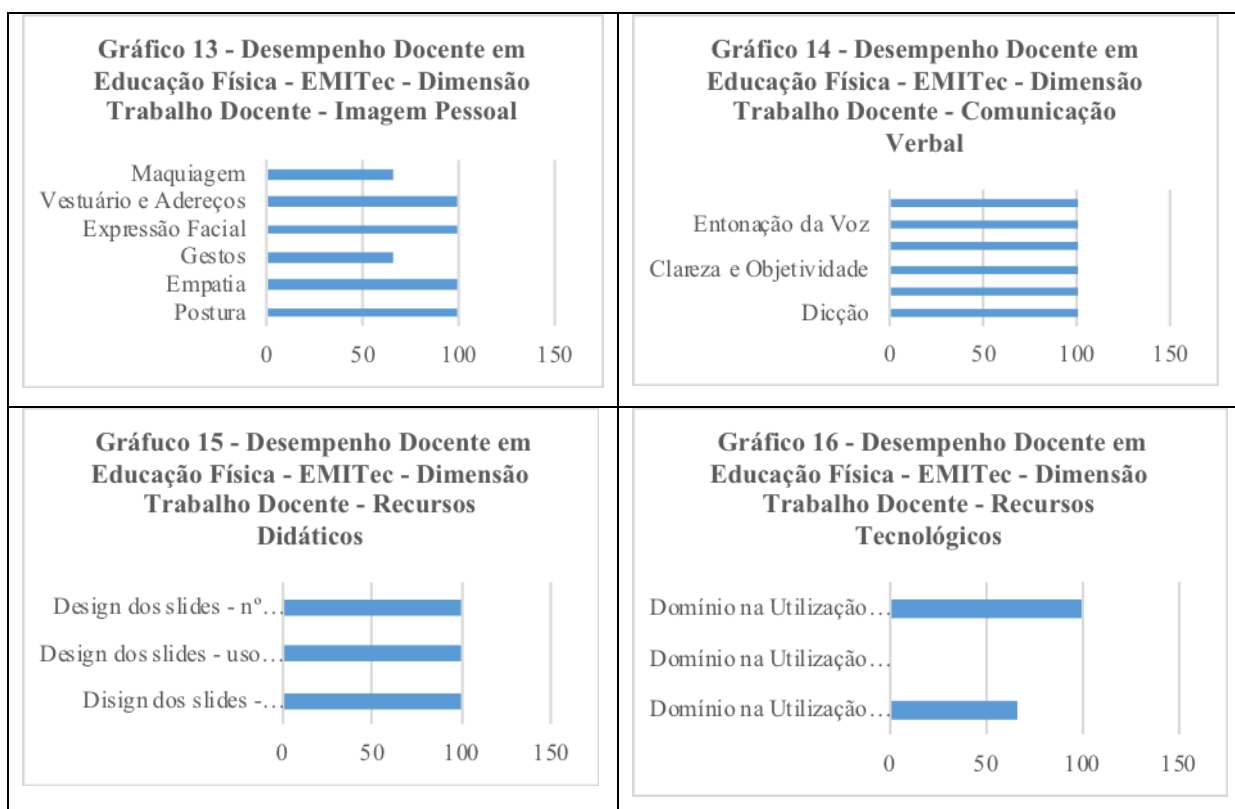 Gráfico 13 - Desempenho Docente em
Educação Física - EMITec - Dimensão
Trabalho Docente - Imagem Pessoal
Maquiagem
Vestuário e Adereços
Expressão Facial
Gestos
Empatia
Postura
0 50 100 150
Gráfico 14 - Desempenho Docente em
Educação Física - EMITec - Dimensão
Trabalho Docente - Comunicação
Verbal
Entonação da Voz
Clareza e Objetividade
Dicção
0 50 100 150
Gráfuco 15 - Desempenho Docente em
Educação Física - EMITec - Dimensão
Trabalho Docente - Recursos
Didáticos
Design dos slides - nº...
Design dos slides - uso...
Disign dos slides -...
0 50 100 150
Gráfico 16 - Desempenho Docente em
Educação Física - EMITec - Dimensão
Trabalho Docente - Recursos
Tecnológicos
Domínio na Utilização...
Domínio na Utilização...
Domínio na Utilização...
0 50 100 150